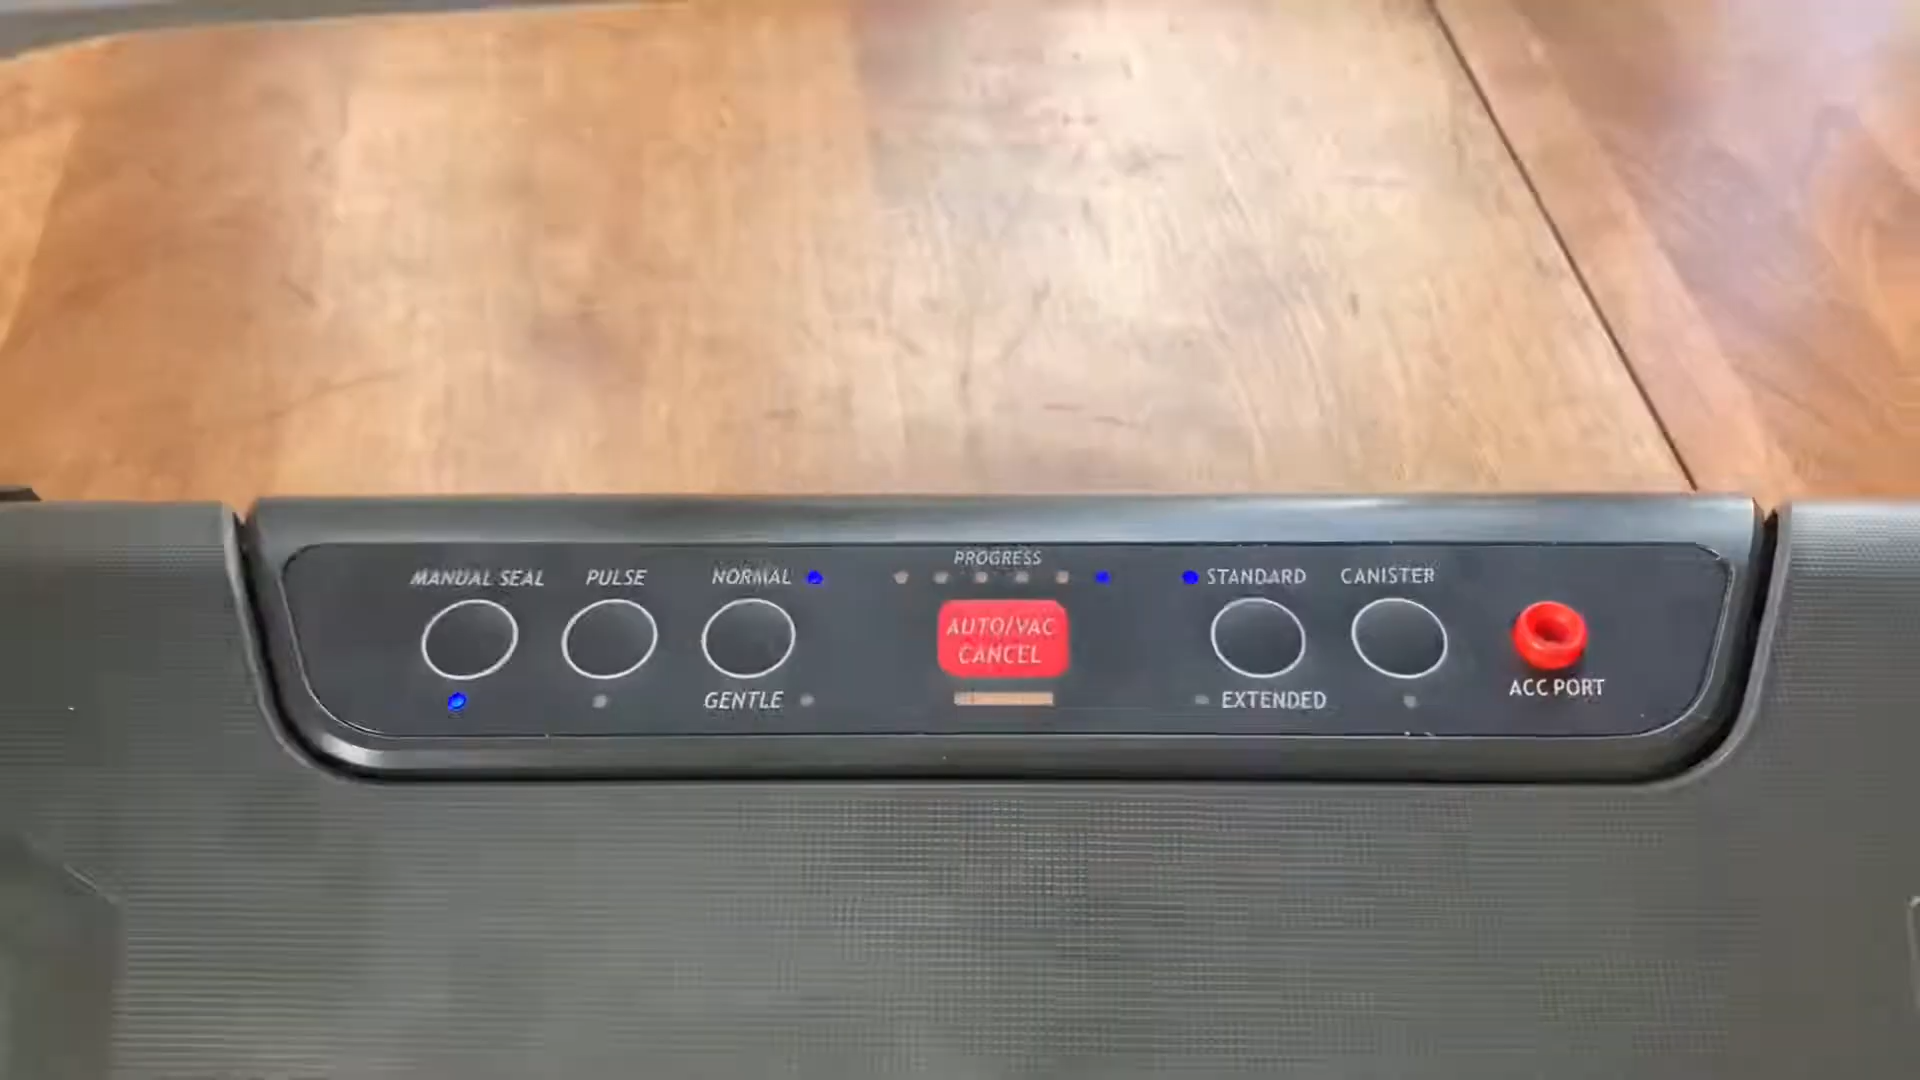 MANUAL SEAL
PULSE
NORMAL
PROGRESS
STANDARD
CANISTER
AUTO/VAC
CANCEL
GENTLE
EXTENDED
ACC PORT